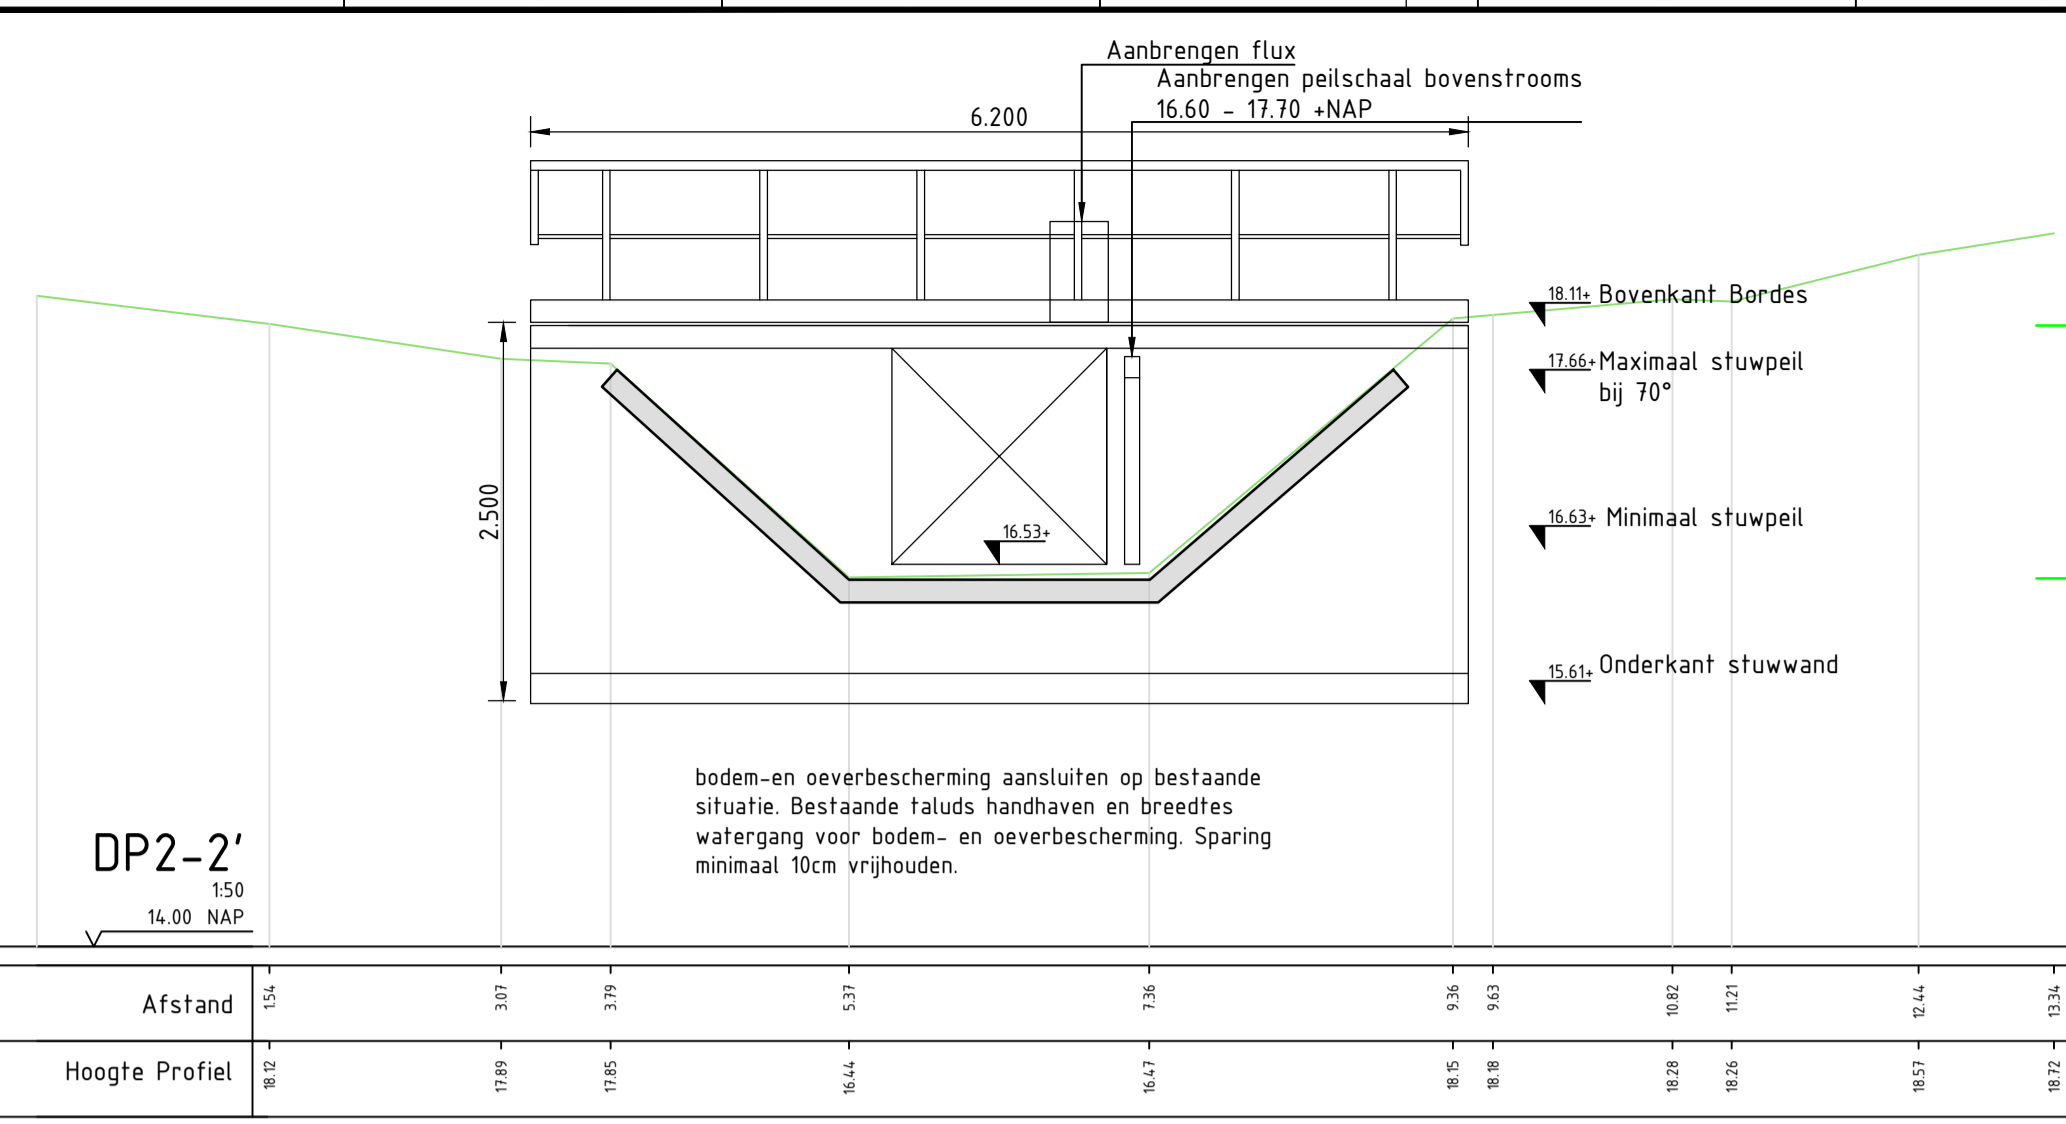 Aanbrengen flux
Aanbrengen peilschaal bovenstrooms
16.60 - 17.70 +NAP
6.200
18.11+ Bovenkant Bordes
17.66+ Maximaal stuwpeil
bij 70°
2.500
16.63+ Minimaal stuwpeil
16.53+
15.61+ Onderkant stuwwand
bodem-en oeverbescherming aansluiten op bestaande
situatie. Bestaande taluds handhaven en breedtes
watergang voor bodem- en oeverbescherming. Sparing
minimaal 10cm vrijhouden.
DP2-2'
1:50
14.00 NAP
Afstand 1.54 3.07 3.79 5.37 7.36 9.36 9.63 10.82 11.21 12.44 13.34
Hoogte Profiel 18.12 17.89 17.85 16.44 16.47 18.15 18.18 18.28 18.26 18.57 18.72